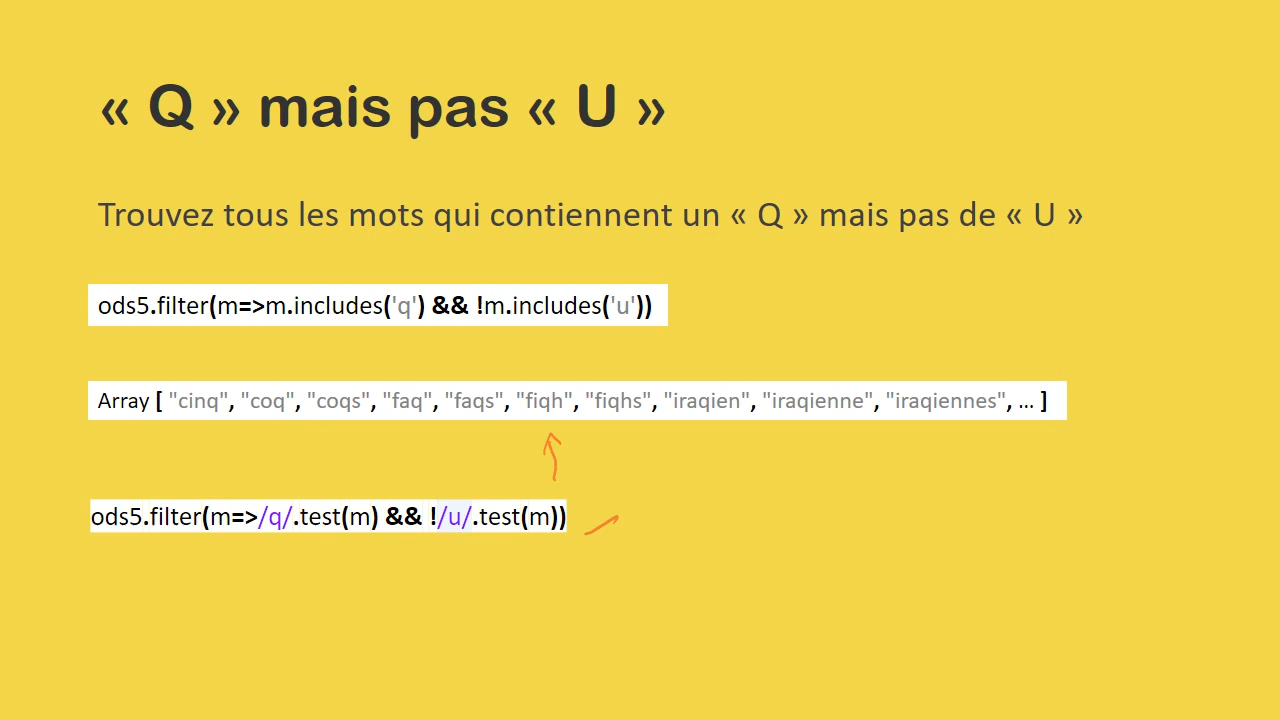 « Q » mais pas « U »
Trouvez tous les mots qui contiennent un « Q » mais pas de « U »
ods5.filter(m=>m.includes('q') && !m.includes('u'))
Array [ "cinq", "coq", "coqs", "faq", "faqs", "fiqh", "fiqhs", "iraqien", "iraqienne", "iraqiennes", … ]
ods5.filter(m=>/q/.test(m) && !/u/.test(m))